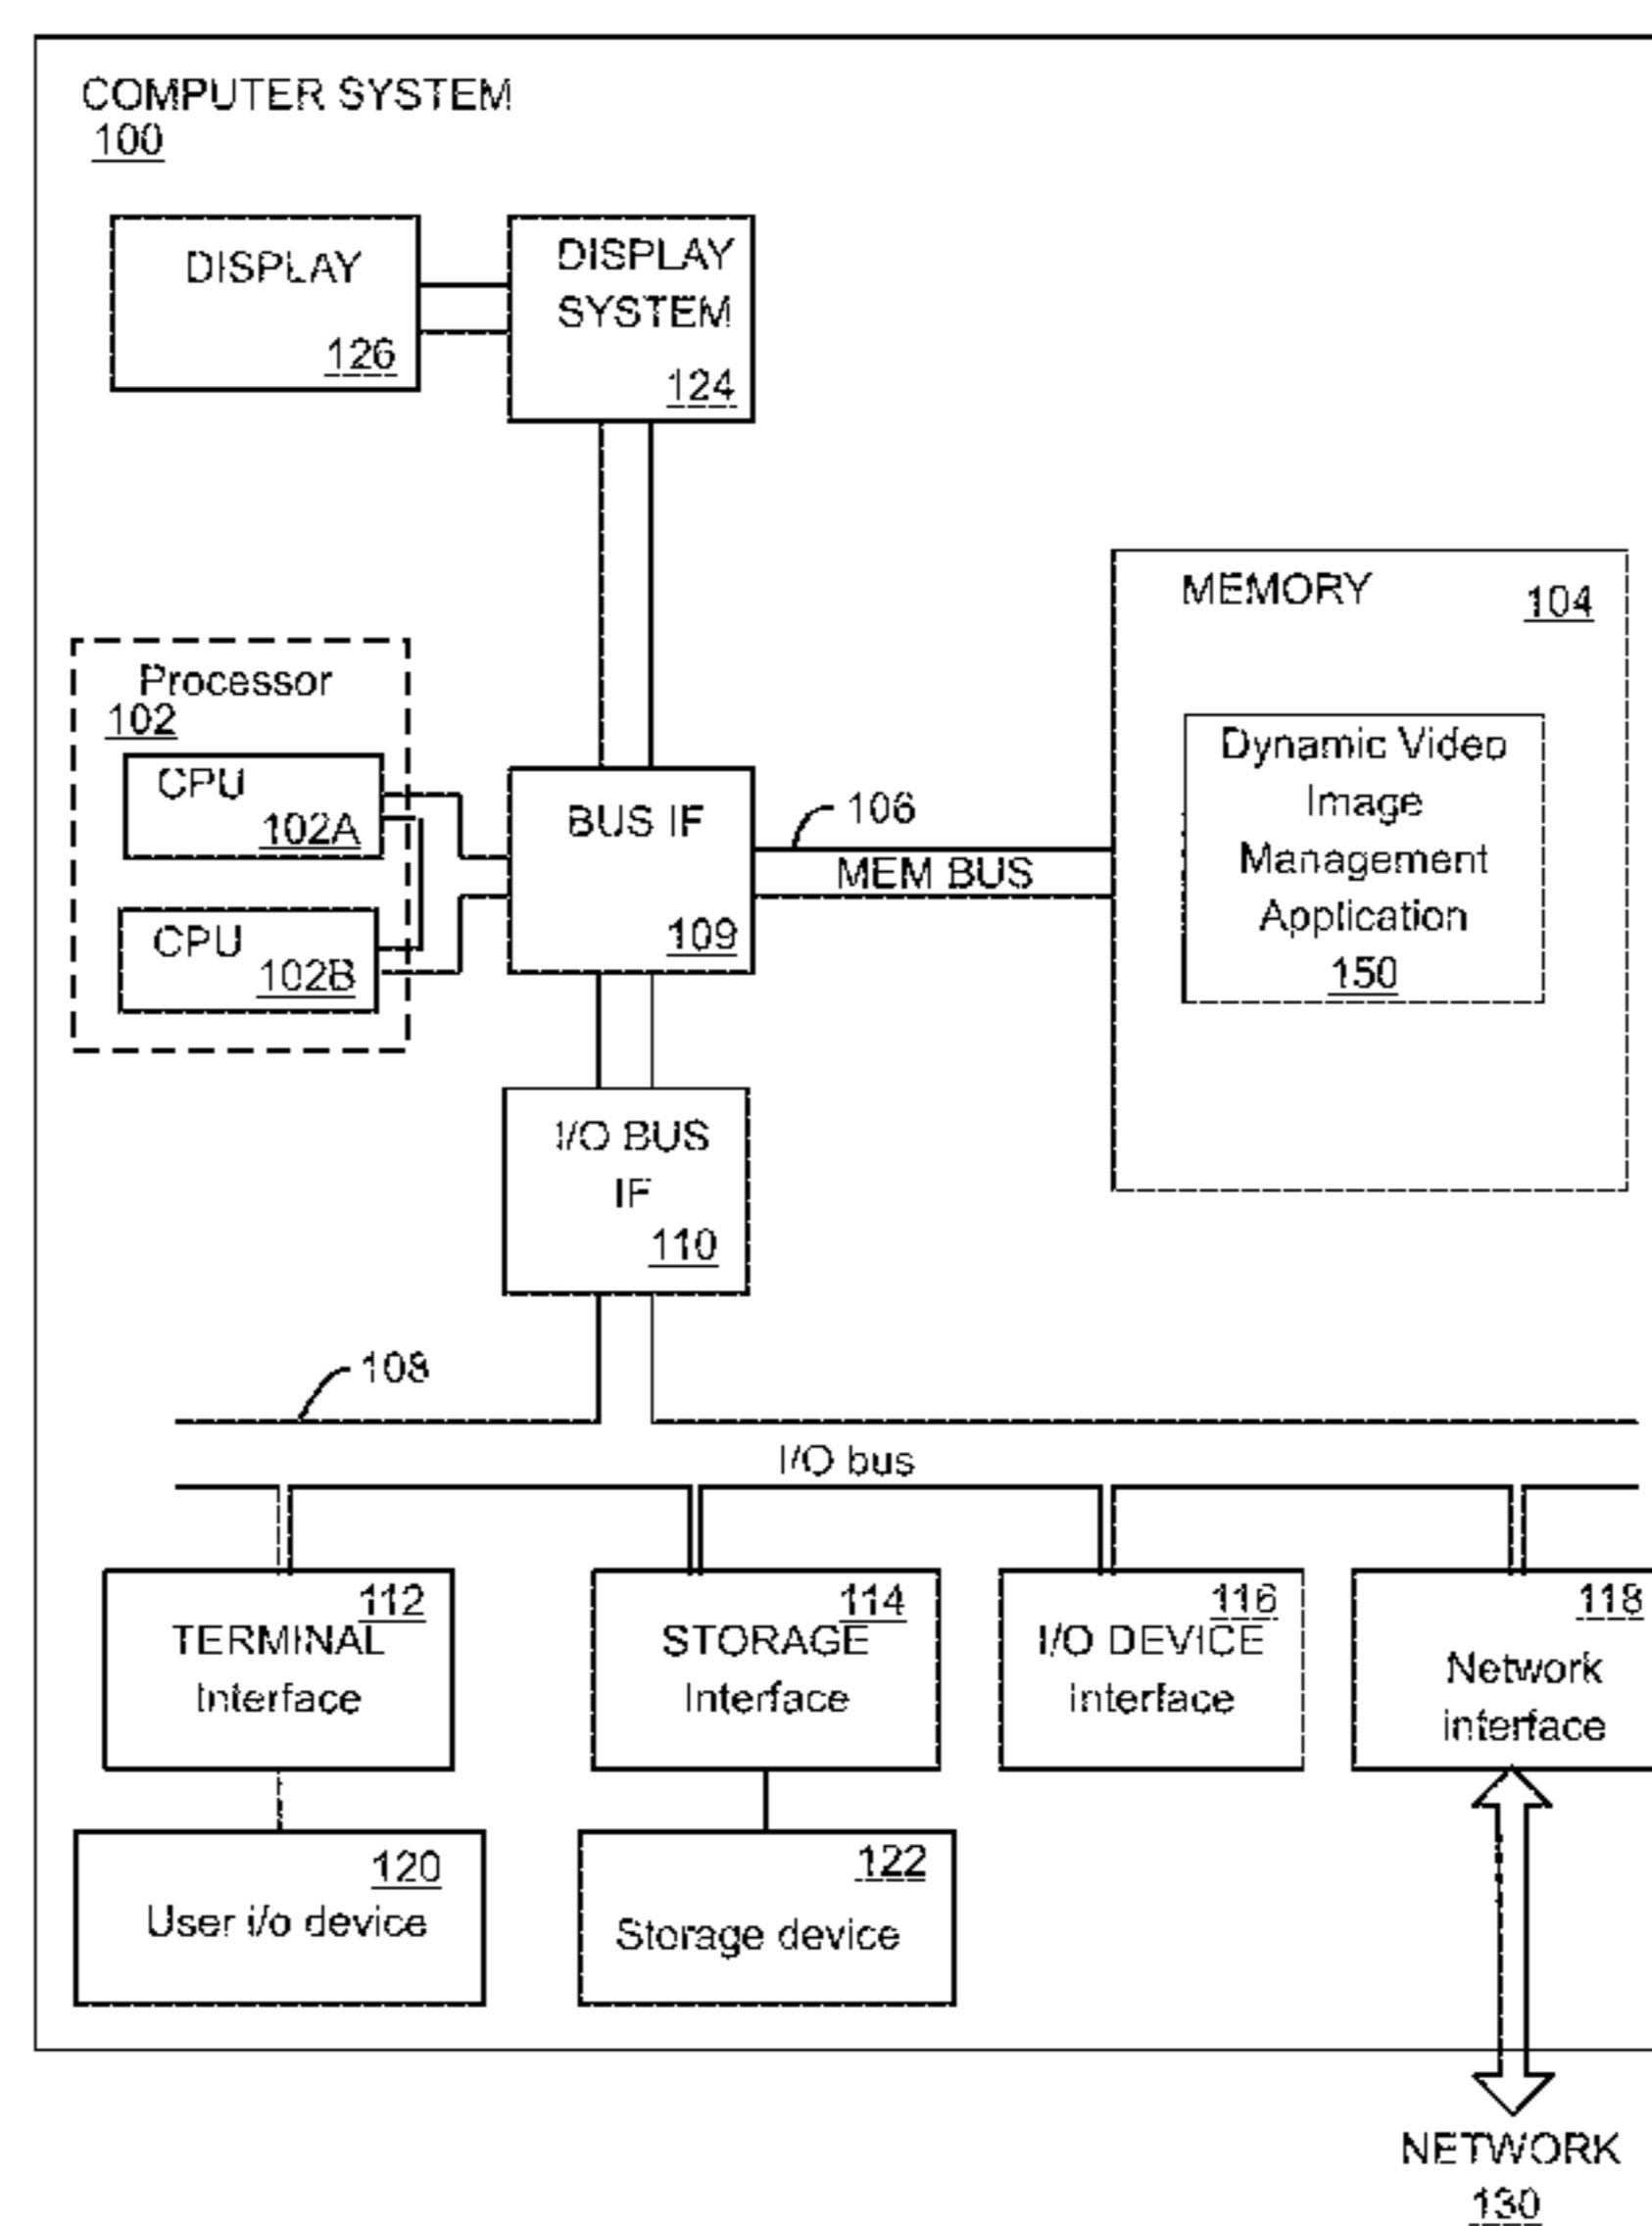 COMPUTER SYSTEM
100
DISPLAY
126
DISPLAY
SYSTEM
124
MEMORY
104
Dynamic Video
Image
Management
Application
150
Processor
102
CPU
102A
CPU
102B
BUS IF
109
106
MEM BUS
I/O BUS
IF
110
108
I/O bus
112
TERMINAL
Interface
114
STORAGE
Interface
116
I/O DEVICE
interface
118
Network
interface
120
User i/o device
122
Storage device
NETWORK
130